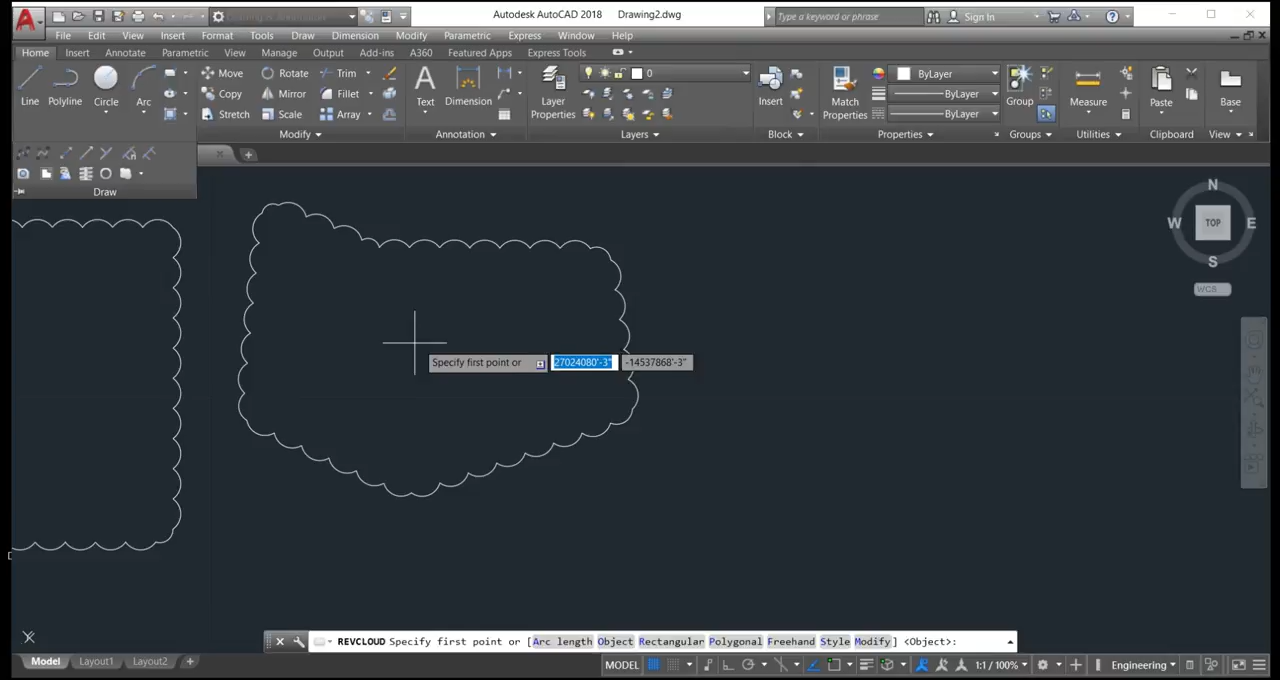 Autodesk AutoCAD 2018 Drawing2.dwg
Type a keyword or phrase
Sign In
File Edit View Insert Format Tools Draw Dimension Modify Parametric Express Window Help
Home Insert Annotate Parametric View Manage Output Add-ins A360 Featured Apps Express Tools
Line Polyline Circle Arc
Move Rotate Trim
Copy Mirror Fillet
Stretch Scale Array
Modify
Text Dimension
Annotation
Layer Properties
0
Layers
Insert
Block
Match Properties
ByLayer
ByLayer
ByLayer
Properties
Group
Groups
Measure
Utilities
Paste
Clipboard
Base
View
Draw
N
W TOP E
S
WCS
Specify first point or 27024080'-3" -14537868'-3"
X
REVCLOUD Specify first point or [Arc length Object Rectangular Polygonal Freehand Style Modify] <Object>:
Model Layout1 Layout2
MODEL 1:1 / 100% Engineering